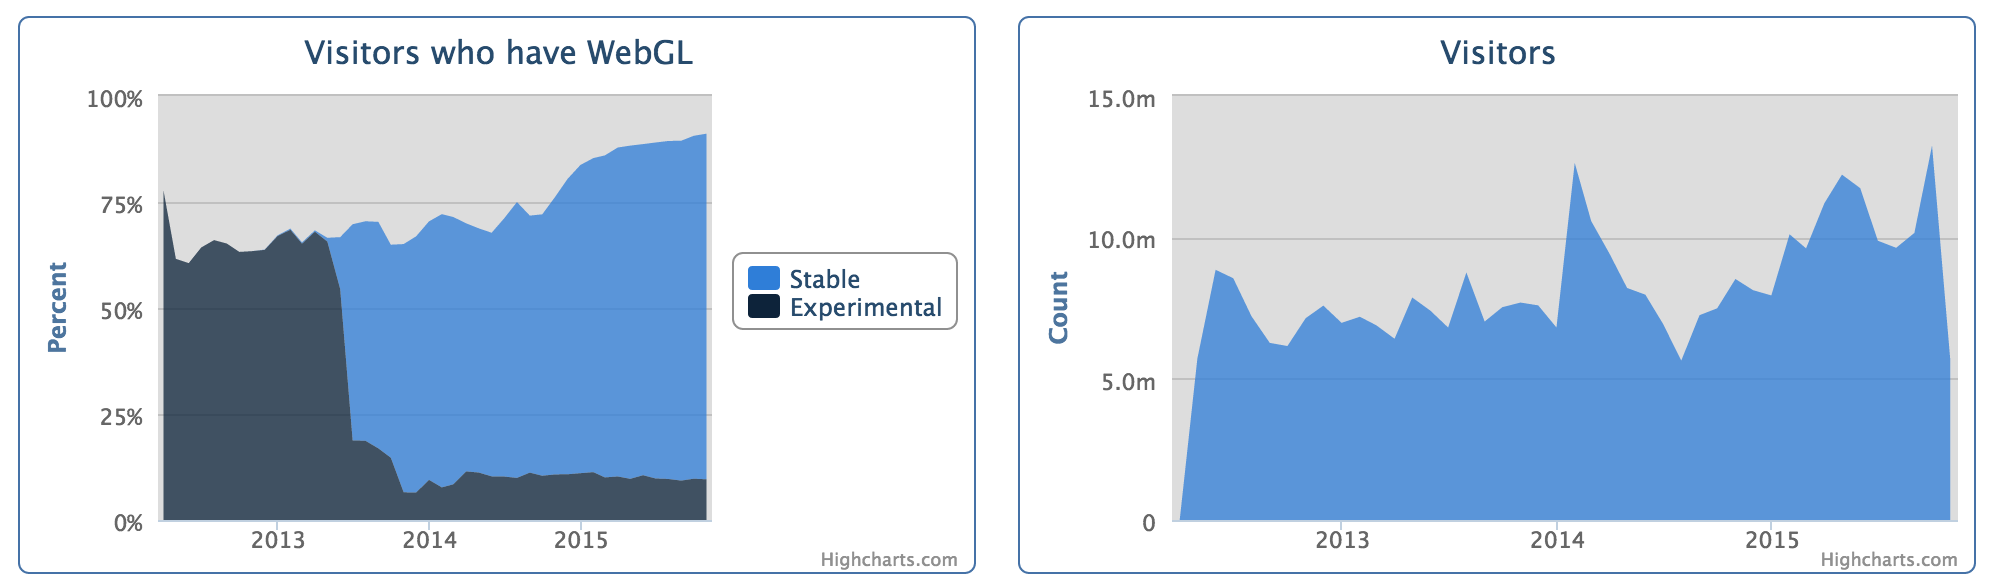 Visitors who have WebGL
100%
75%
50%
25%
0%
Percent
2013 2014 2015
Stable
Experimental
Highcharts.com
Visitors
15.0m
10.0m
5.0m
0
Count
2013 2014 2015
Highcharts.com